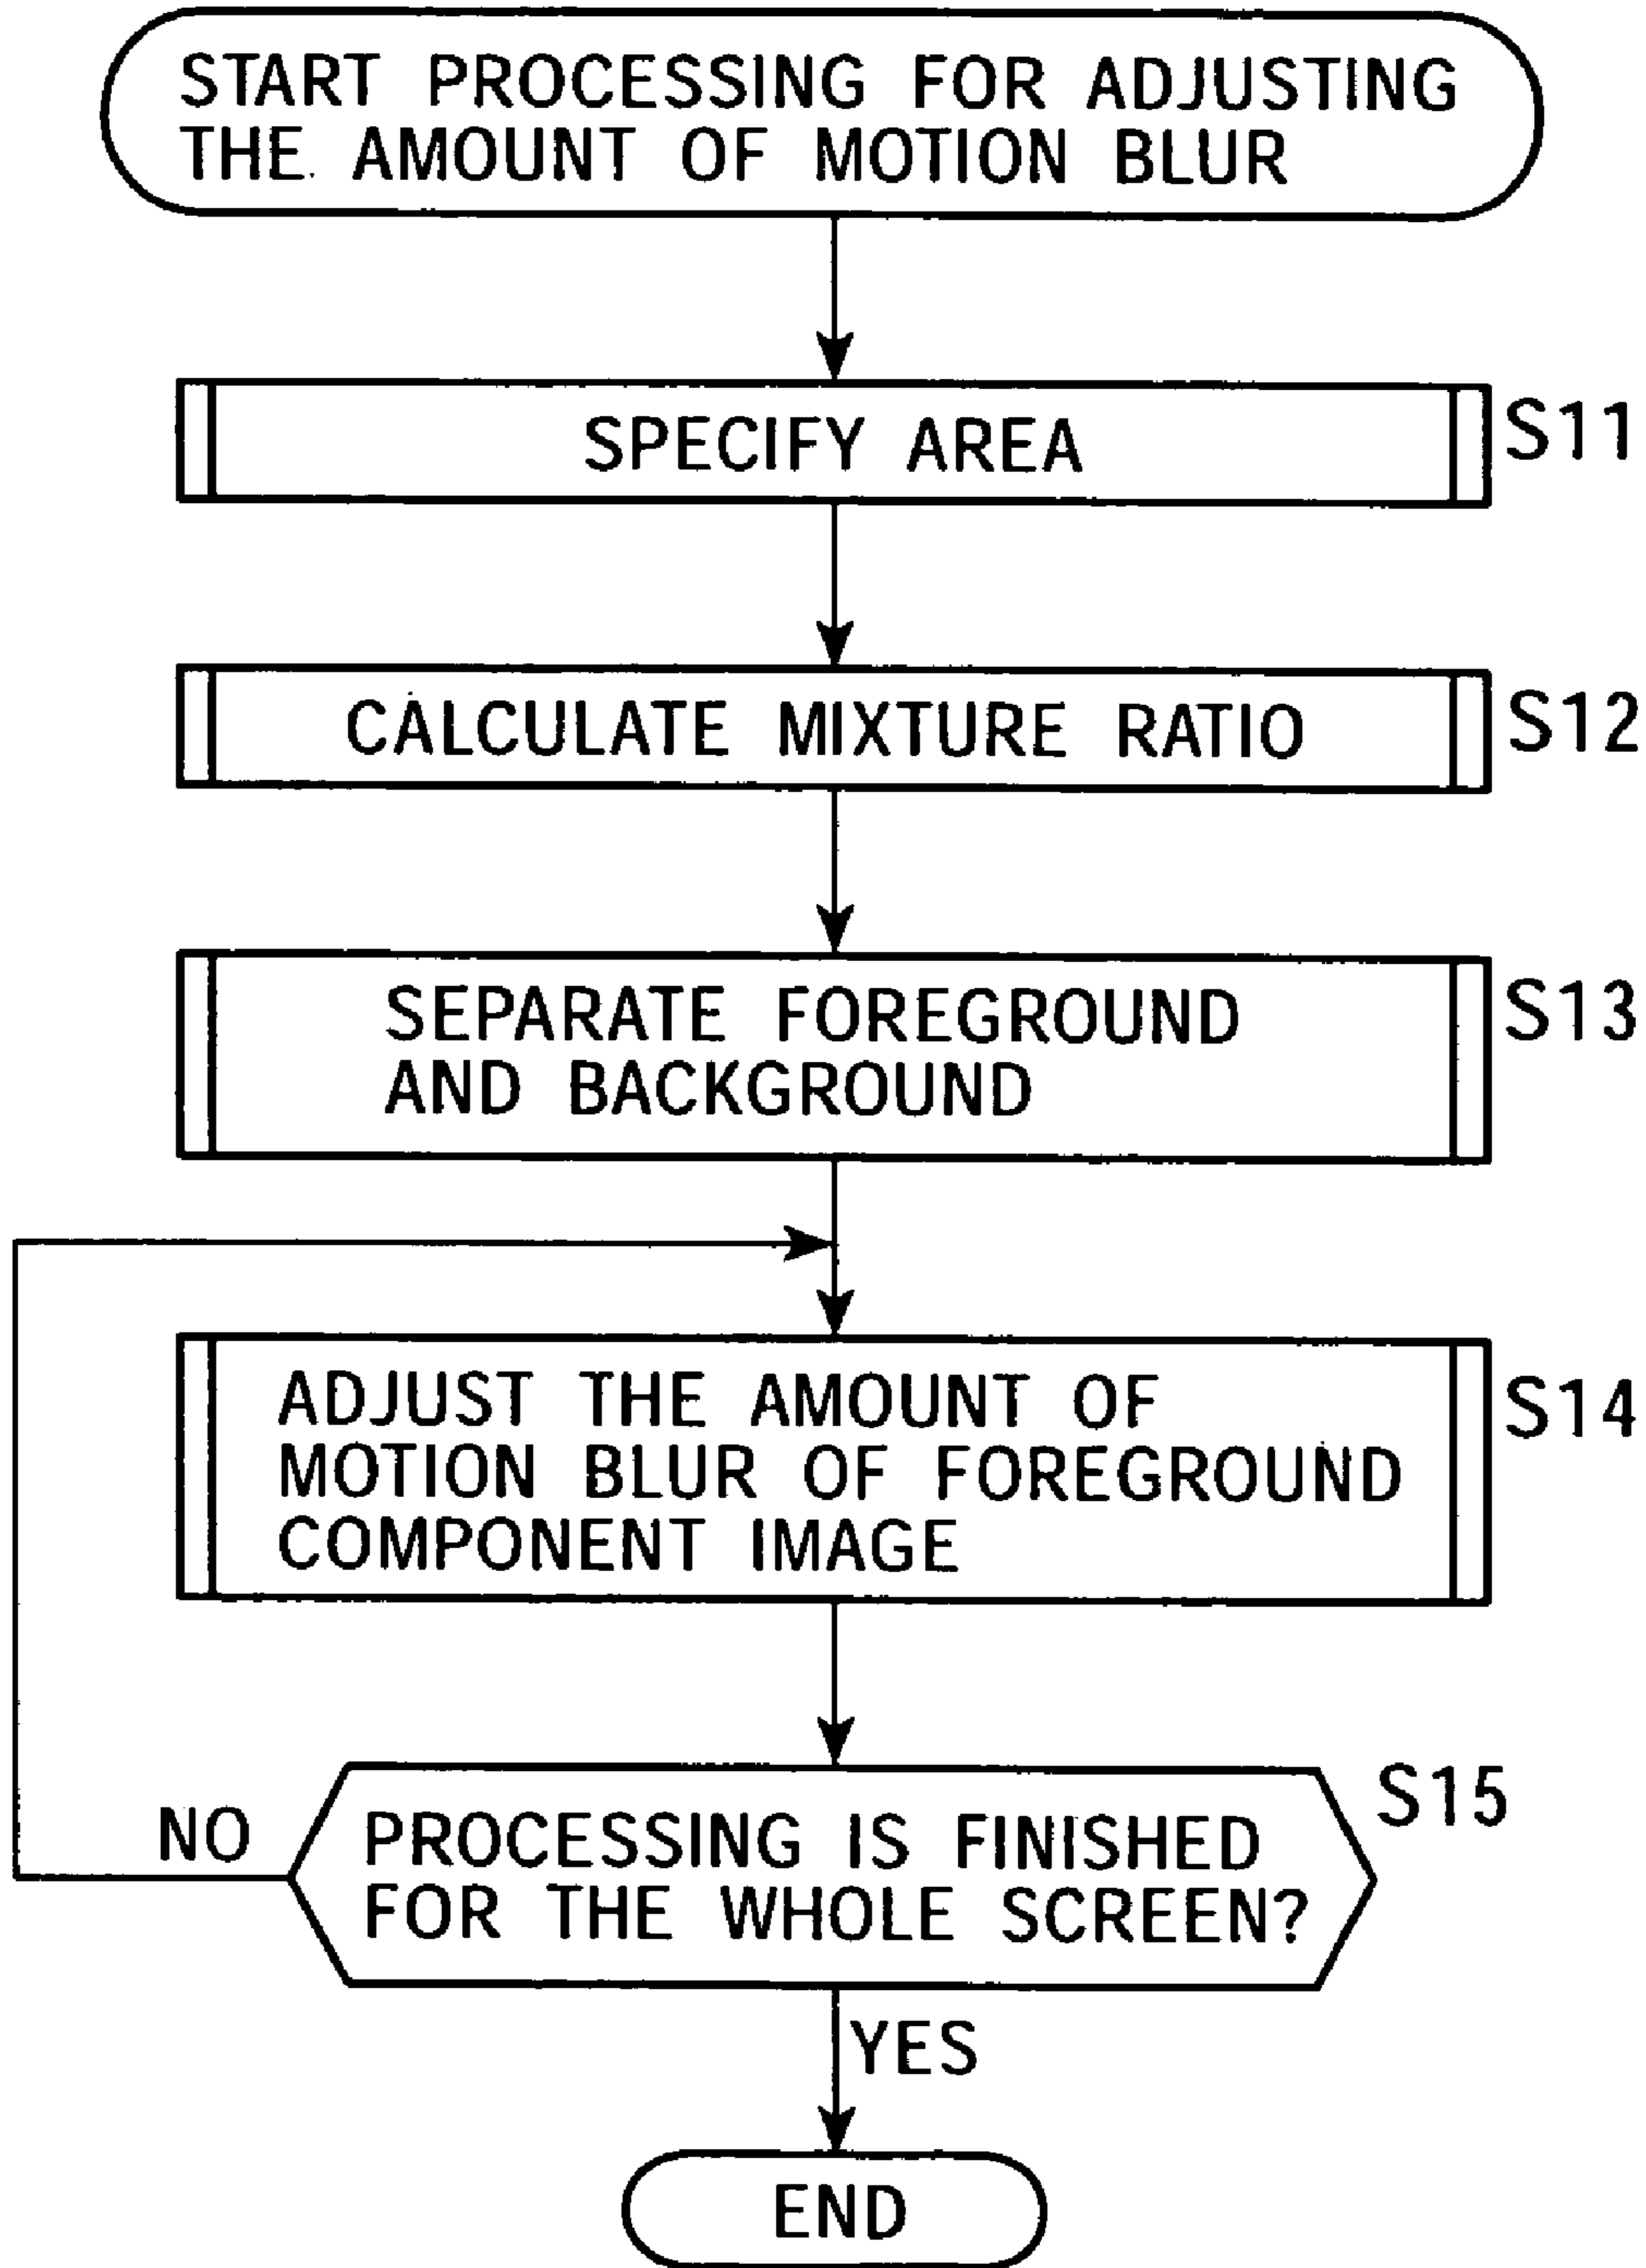 START PROCESSING FOR ADJUSTING
THE AMOUNT OF MOTION BLUR
SPECIFY AREA
S11
CALCULATE MIXTURE RATIO
S12
SEPARATE FOREGROUND
AND BACKGROUND
S13
ADJUST THE AMOUNT OF
MOTION BLUR OF FOREGROUND
COMPONENT IMAGE
S14
PROCESSING IS FINISHED
FOR THE WHOLE SCREEN?
S15
NO
YES
END